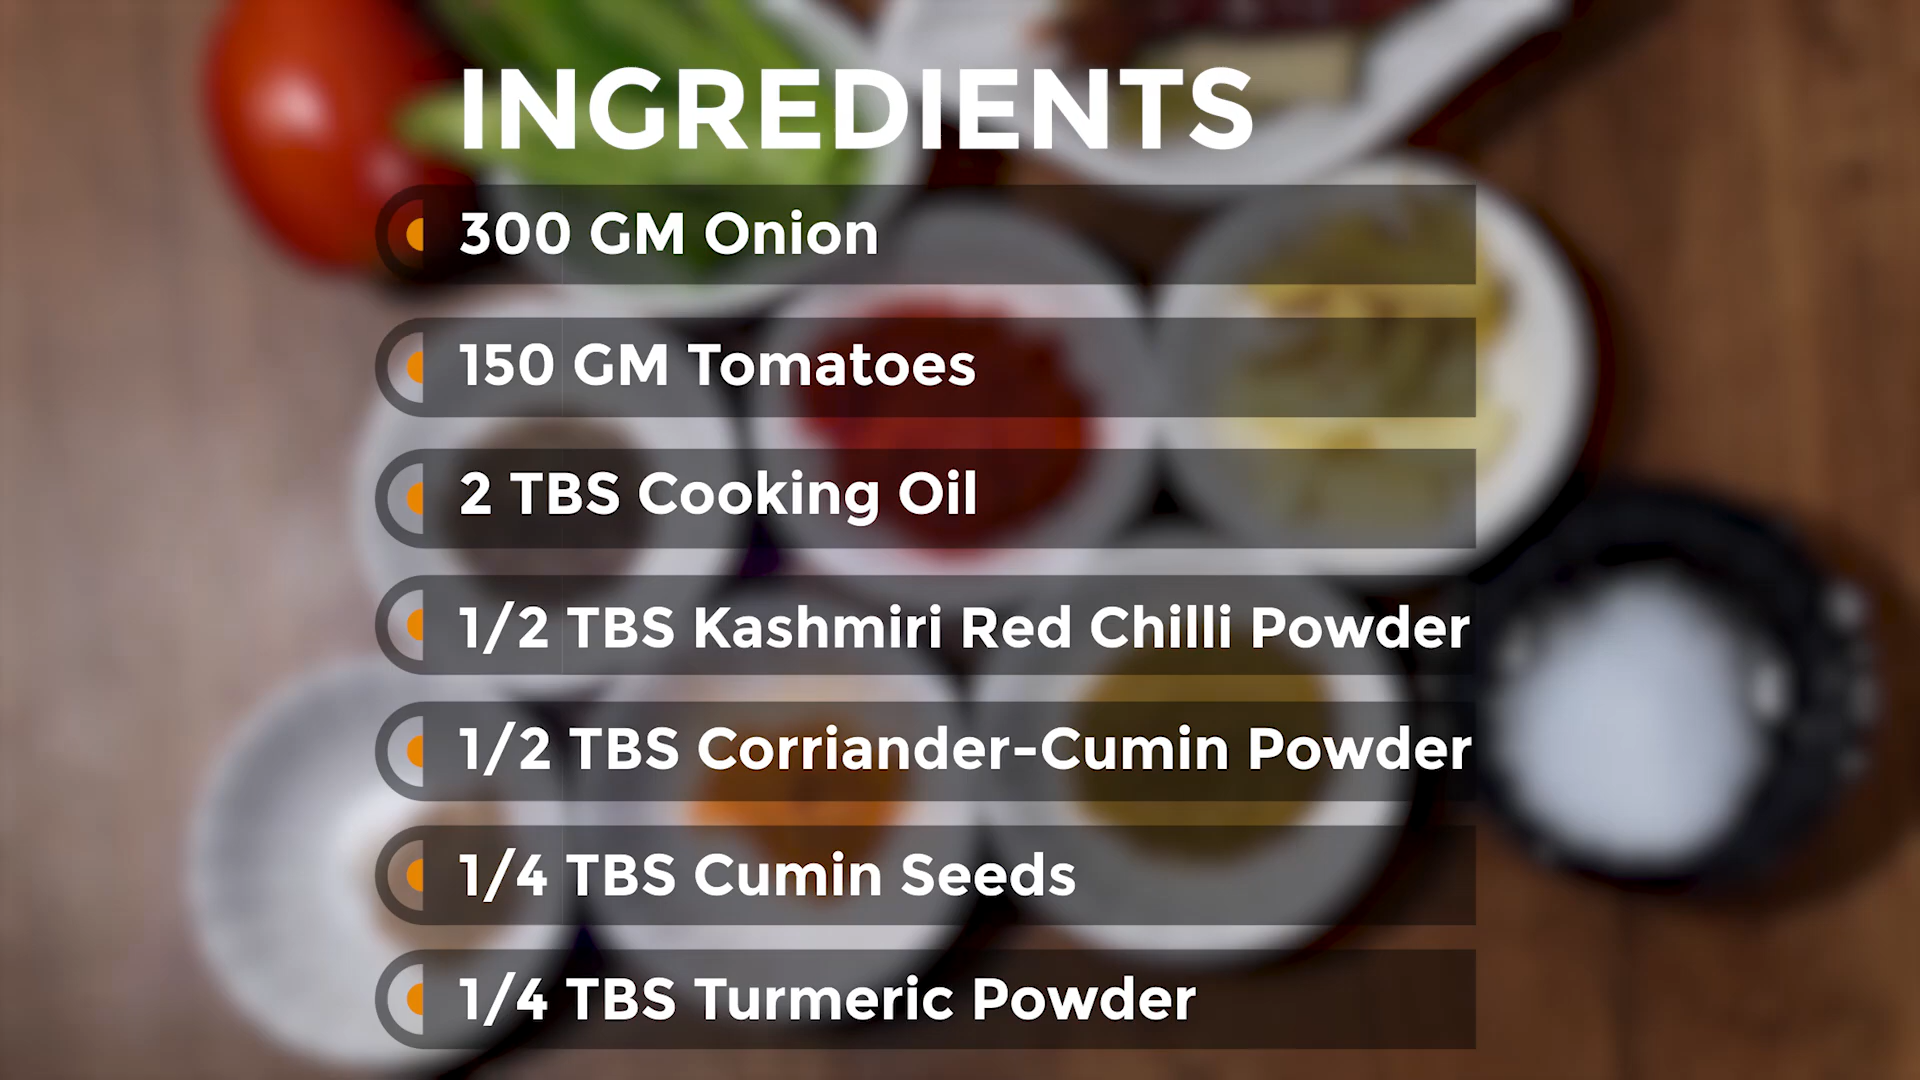 INGREDIENTS
300 GM Onion
150 GM Tomatoes
2 TBS Cooking Oil
1/2 TBS Kashmiri Red Chilli Powder
1/2 TBS Corriander-Cumin Powder
1/4 TBS Cumin Seeds
1/4 TBS Turmeric Powder